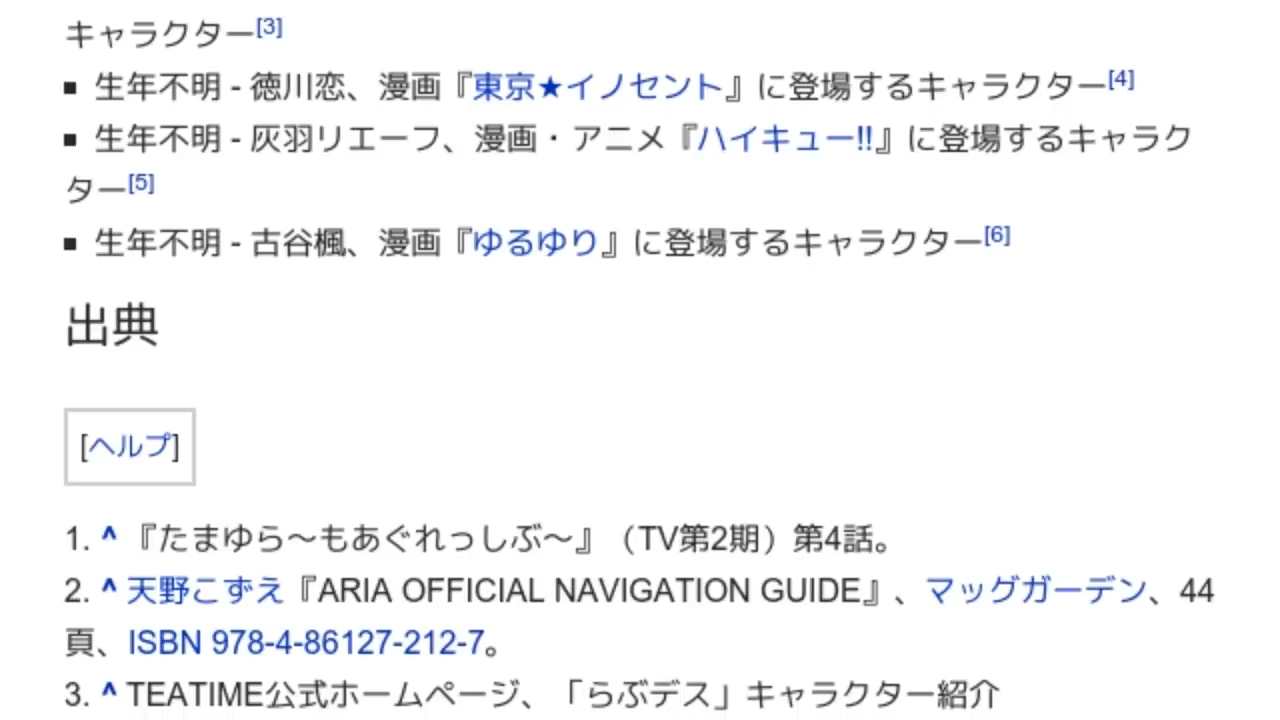 キャラクター[3]
▪ 生年不明 - 徳川恋、漫画『東京★イノセント』に登場するキャラクター[4]
▪ 生年不明 - 灰羽リエーフ、漫画・アニメ『ハイキュー!!』に登場するキャラク
ター[5]
▪ 生年不明 - 古谷楓、漫画『ゆるゆり』に登場するキャラクター[6]
出典
[ヘルプ]
1. ^ 『たまゆら〜もあぐれっしぶ〜』（TV第2期）第4話。
2. ^ 天野こずえ『ARIA OFFICIAL NAVIGATION GUIDE』、マッグガーデン、44
頁、ISBN 978-4-86127-212-7。
3. ^ TEATIME公式ホームページ、「らぶデス」キャラクター紹介